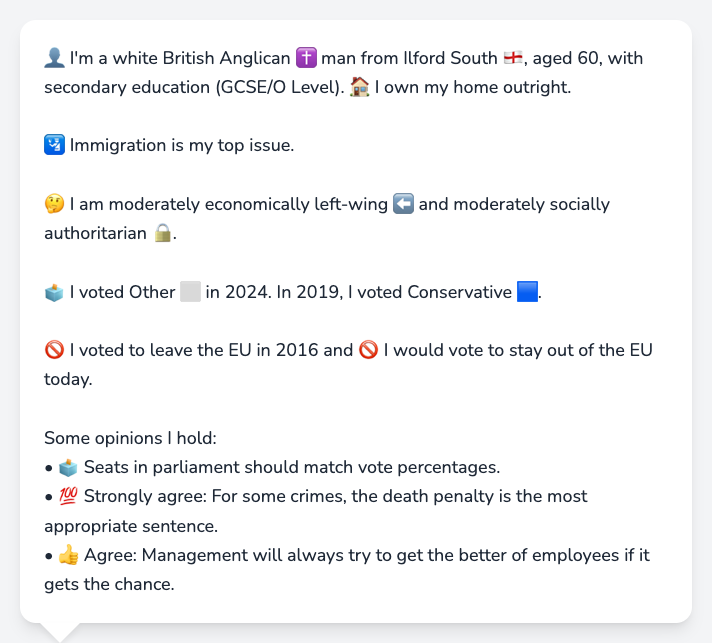 👤 I'm a white British Anglican ✝️ man from Ilford South 🏴󠁧󠁢󠁥󠁮󠁧󠁿, aged 60, with
secondary education (GCSE/O Level). 🏠 I own my home outright.
🛂 Immigration is my top issue.
🤔 I am moderately economically left-wing ⬅️ and moderately socially
authoritarian 🔒.
🗳️ I voted Other ⬜ in 2024. In 2019, I voted Conservative 🟦.
🚫 I voted to leave the EU in 2016 and 🚫 I would vote to stay out of the EU
today.
Some opinions I hold:
• 🗳️ Seats in parliament should match vote percentages.
• 💯 Strongly agree: For some crimes, the death penalty is the most
appropriate sentence.
• 👍 Agree: Management will always try to get the better of employees if it
gets the chance.